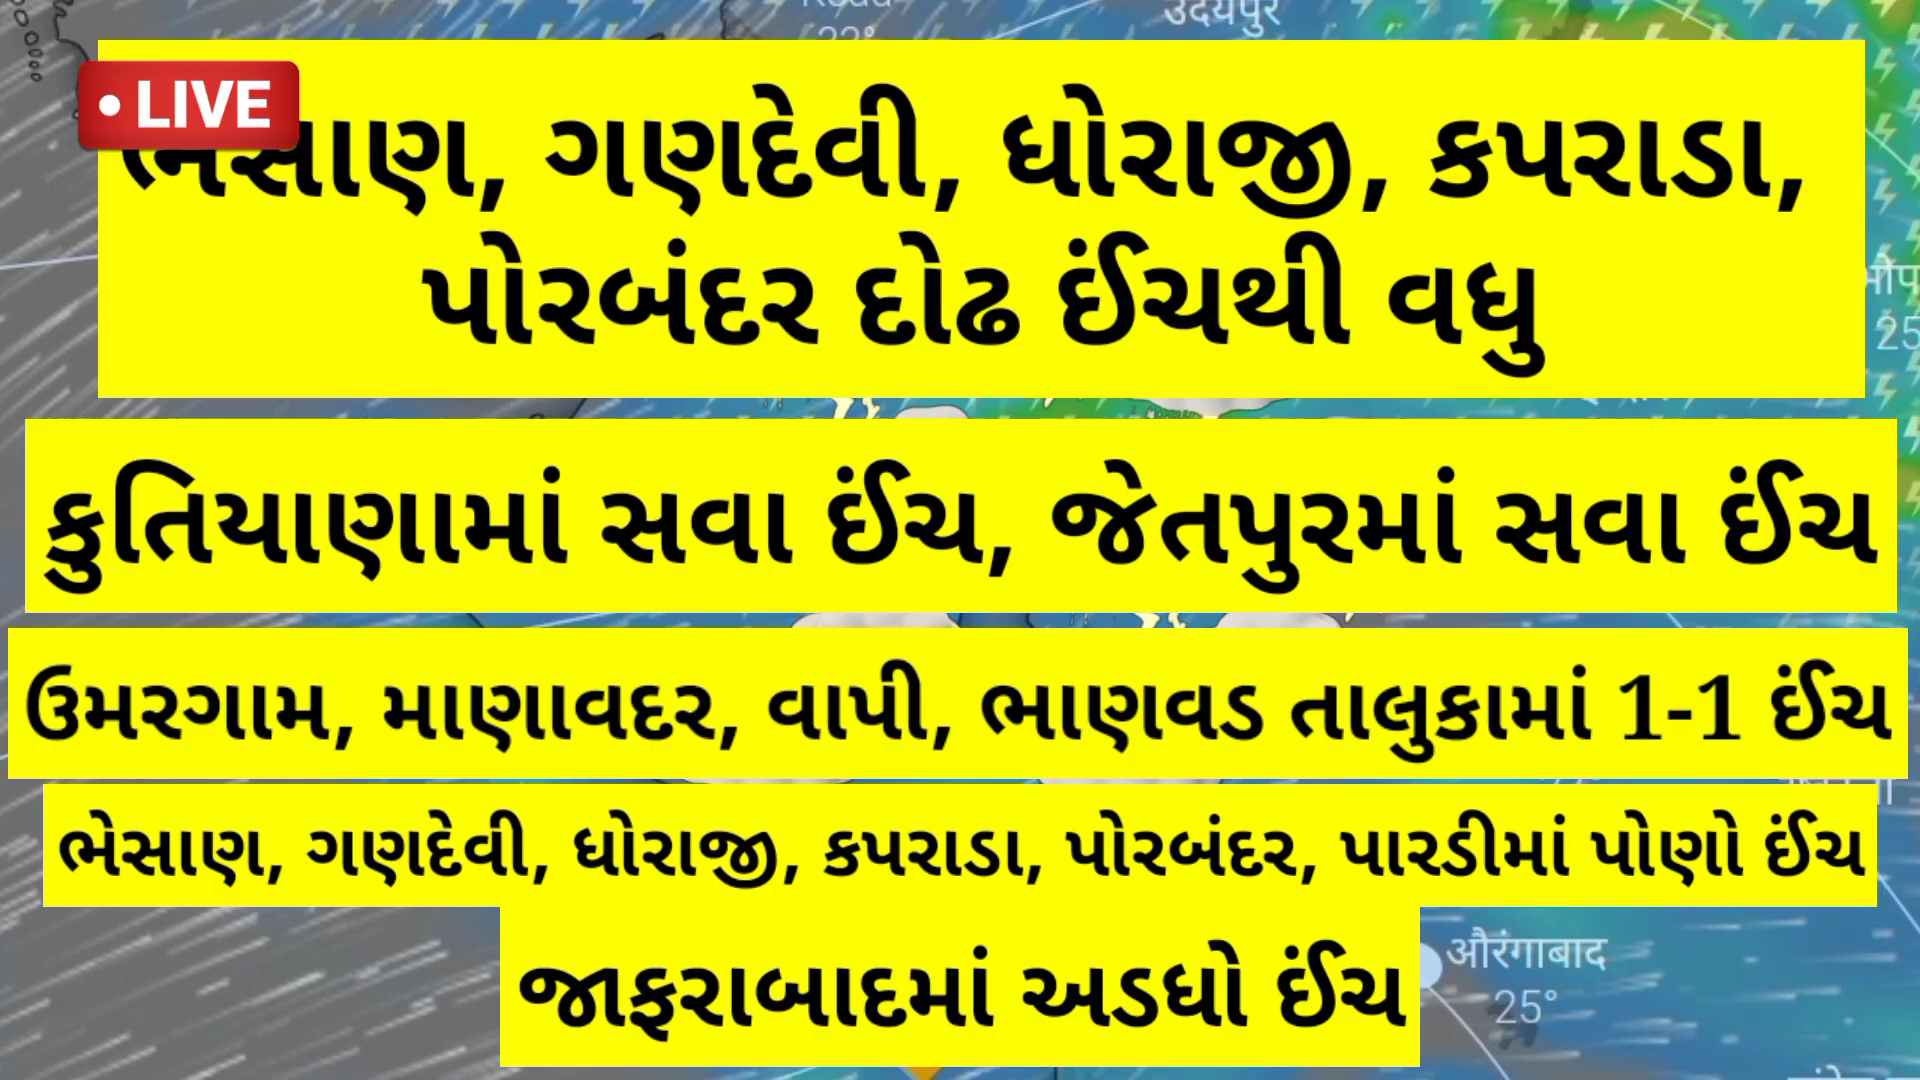 उदयपुर
• LIVE
ભેસાણ, ગણદેવી, ધોરાજી, કપરાડા,
પોરબંદર દોઢ ઈંચથી વધુ
25
કુતિયાણામાં સવા ઈંચ, જેતપુરમાં સવા ઈંચ
ઉમરગામ, માણાવદર, વાપી, ભાણવડ તાલુકામાં 1-1 ઈંચ
ભેસાણ, ગણદેવી, ધોરાજી, કપરાડા, પોરબંદર, પારડીમાં પોણો ઈંચ
જાફરાબાદમાં અડધો ઈંચ
औरंगाबाद
25°